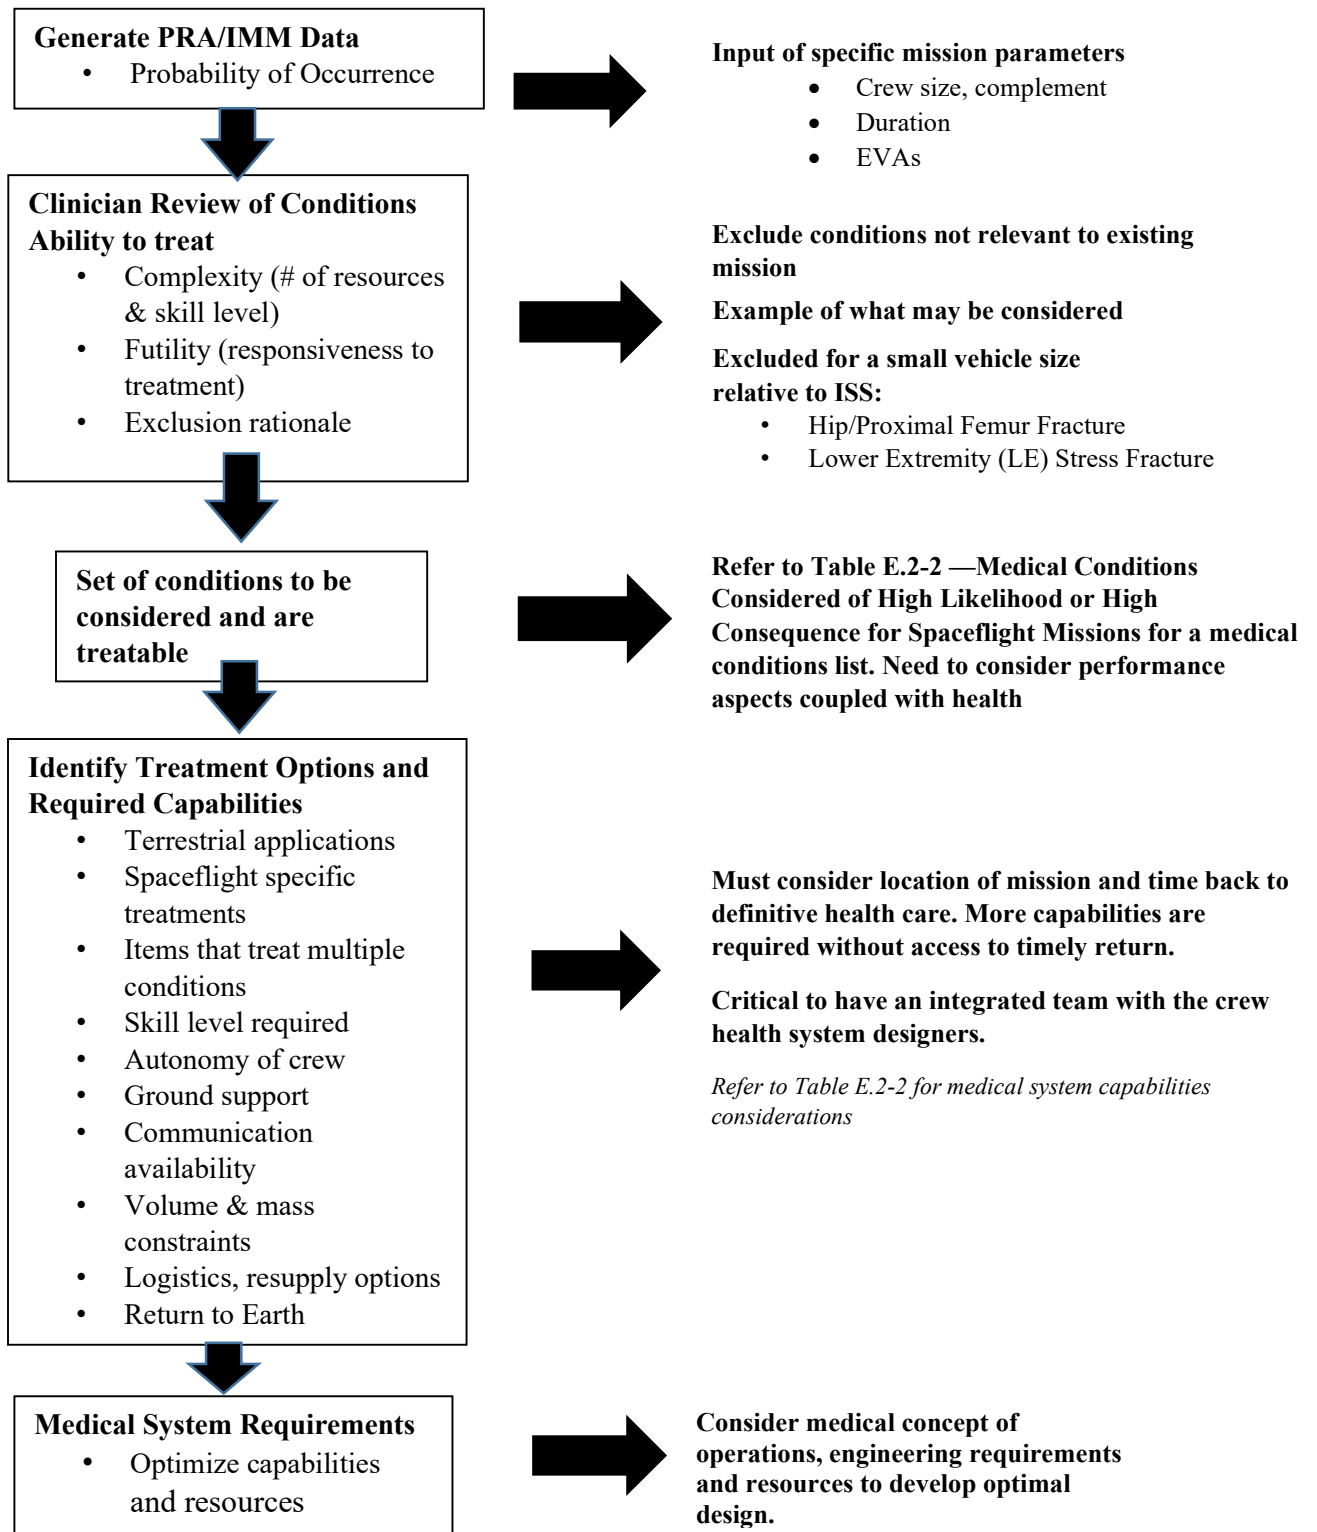 Generate PRA/IMM Data
• Probability of Occurrence
Input of specific mission parameters
• Crew size, complement
• Duration
• EVAs
Clinician Review of Conditions
Ability to treat
• Complexity (# of resources
& skill level)
• Futility (responsiveness to
treatment)
• Exclusion rationale
Exclude conditions not relevant to existing
mission
Example of what may be considered
Excluded for a small vehicle size
relative to ISS:
• Hip/Proximal Femur Fracture
• Lower Extremity (LE) Stress Fracture
Set of conditions to be
considered and are
treatable
Refer to Table E.2-2 —Medical Conditions
Considered of High Likelihood or High
Consequence for Spaceflight Missions for a medical
conditions list. Need to consider performance
aspects coupled with health
Identify Treatment Options and
Required Capabilities
• Terrestrial applications
• Spaceflight specific
treatments
• Items that treat multiple
conditions
• Skill level required
• Autonomy of crew
• Ground support
• Communication
availability
• Volume & mass
constraints
• Logistics, resupply options
• Return to Earth
Must consider location of mission and time back to
definitive health care. More capabilities are
required without access to timely return.
Critical to have an integrated team with the crew
health system designers.
Refer to Table E.2-2 for medical system capabilities
considerations
Medical System Requirements
• Optimize capabilities
and resources
Consider medical concept of
operations, engineering requirements
and resources to develop optimal
design.